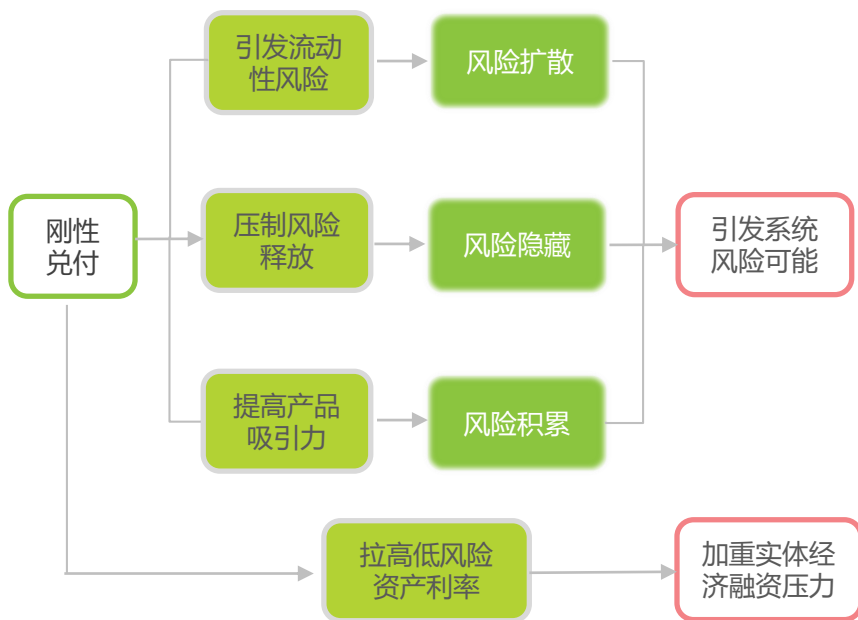 引发流动
性风险
风险扩散
刚性
兑付
压制风险
释放
风险隐藏
引发系统
风险可能
提高产品
吸引力
风险积累
拉高低风险
资产利率
加重实体经
济融资压力